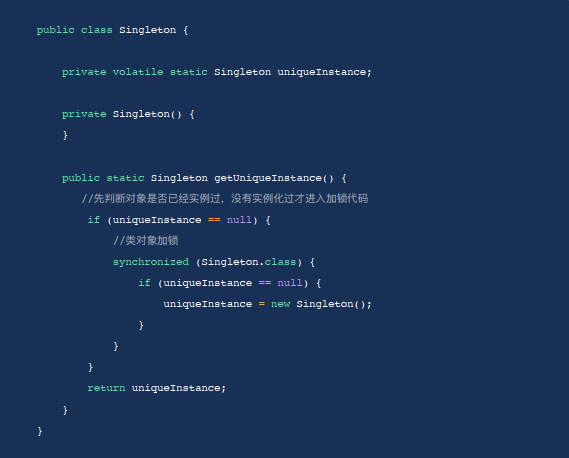 public class Singleton {
private volatile static Singleton uniqueInstance;
private Singleton() {
}
public static Singleton getUniqueInstance() {
//先判断对象是否已经实例过，没有实例化过才进入加锁代码
if (uniqueInstance == null) {
//类对象加锁
synchronized (Singleton.class) {
if (uniqueInstance == null) {
uniqueInstance = new Singleton();
}
}
}
return uniqueInstance;
}
}